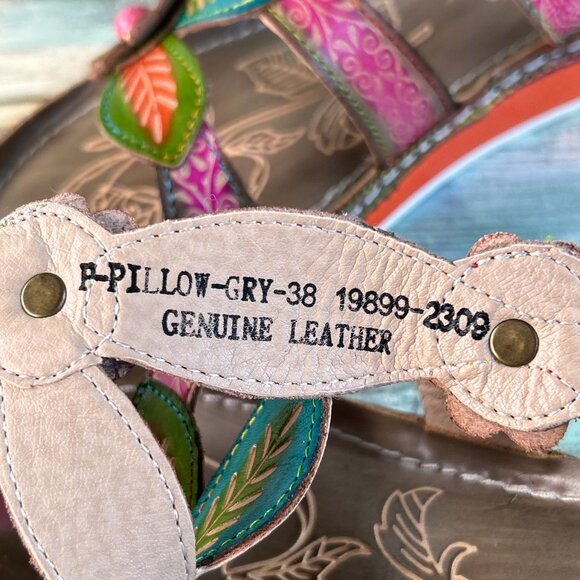 P-PILLOW-GRY-38 19899-2309
GENUINE LEATHER